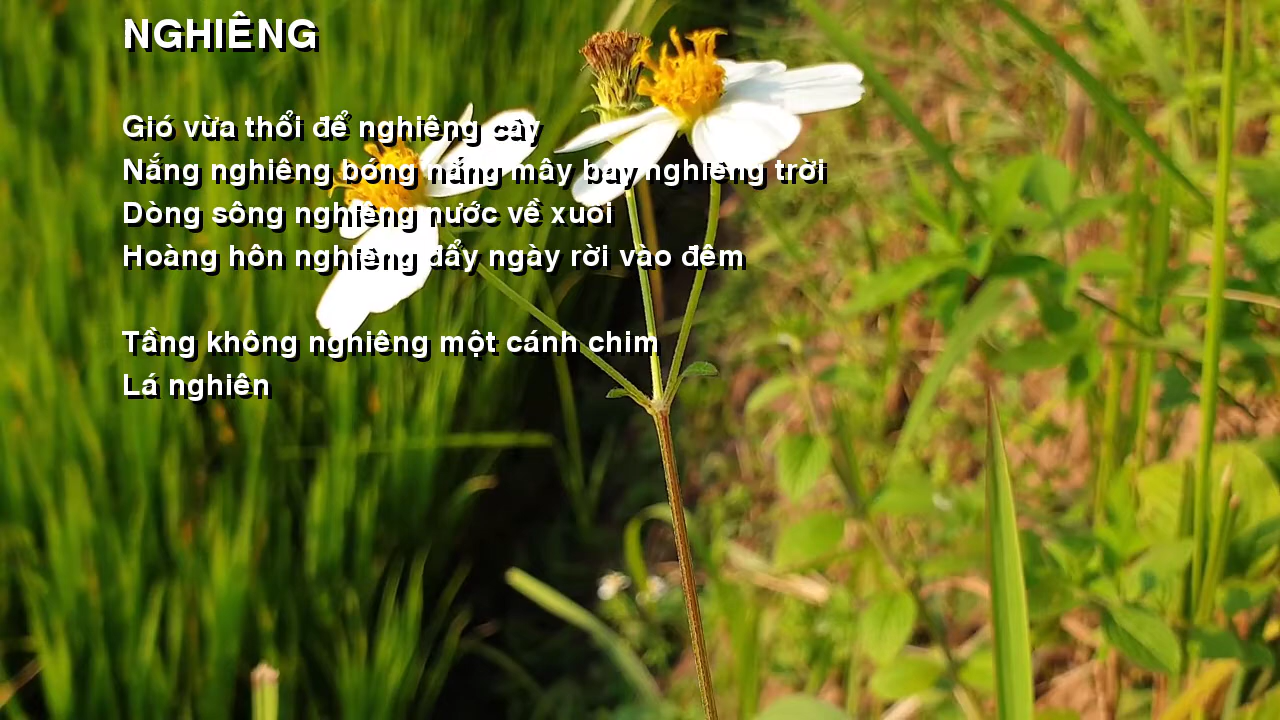 NGHIÊNG
Gió vừa thổi để nghiêng cây
Nắng nghiêng bóng nắng mây bay nghiêng trời
Dòng sông nghiêng nước về xuôi
Hoàng hôn nghiêng đẩy ngày rời vào đêm
Tầng không nghiêng một cánh chim
Lá nghiên